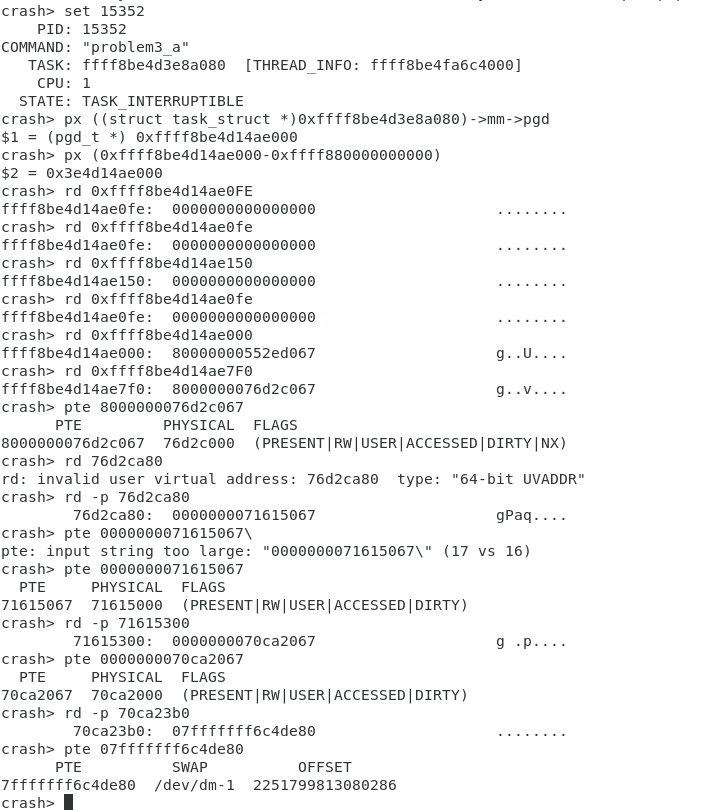 crash> set 15352
PID: 15352
COMMAND: "problem3_a"
TASK: ffff8be4d3e8a080 [THREAD_INFO: ffff8be4fa6c4000]
CPU: 1
STATE: TASK_INTERRUPTIBLE
crash> px ((struct task_struct *)0xffff8be4d3e8a080)->mm->pgd
$1 = (pgd_t *) 0xffff8be4d14ae000
crash> px (0xffff8be4d14ae000-0xffff880000000000)
$2 = 0x3e4d14ae000
crash> rd 0xffff8be4d14ae0FE
ffff8be4d14ae0fe: 0000000000000000 ........
crash> rd 0xffff8be4d14ae0fe
ffff8be4d14ae0fe: 0000000000000000 ........
crash> rd 0xffff8be4d14ae150
ffff8be4d14ae150: 0000000000000000 ........
crash> rd 0xffff8be4d14ae0fe
ffff8be4d14ae0fe: 0000000000000000 ........
crash> rd 0xffff8be4d14ae000
ffff8be4d14ae000: 80000000552ed067 g..U....
crash> rd 0xffff8be4d14ae7F0
ffff8be4d14ae7f0: 8000000076d2c067 g..v....
crash> pte 8000000076d2c067
PTE PHYSICAL FLAGS
8000000076d2c067 76d2c000 (PRESENT|RW|USER|ACCESSED|DIRTY|NX)
crash> rd 76d2ca80
rd: invalid user virtual address: 76d2ca80 type: "64-bit UVADDR"
crash> rd -p 76d2ca80
76d2ca80: 0000000071615067 gPaq....
crash> pte 0000000071615067\
pte: input string too large: "0000000071615067\" (17 vs 16)
crash> pte 0000000071615067
PTE PHYSICAL FLAGS
71615067 71615000 (PRESENT|RW|USER|ACCESSED|DIRTY)
crash> rd -p 71615300
71615300: 0000000070ca2067 g .p....
crash> pte 0000000070ca2067
PTE PHYSICAL FLAGS
70ca2067 70ca2000 (PRESENT|RW|USER|ACCESSED|DIRTY)
crash> rd -p 70ca23b0
70ca23b0: 07fffffff6c4de80 ........
crash> pte 07fffffff6c4de80
PTE SWAP OFFSET
7fffffff6c4de80 /dev/dm-1 2251799813080286
crash>